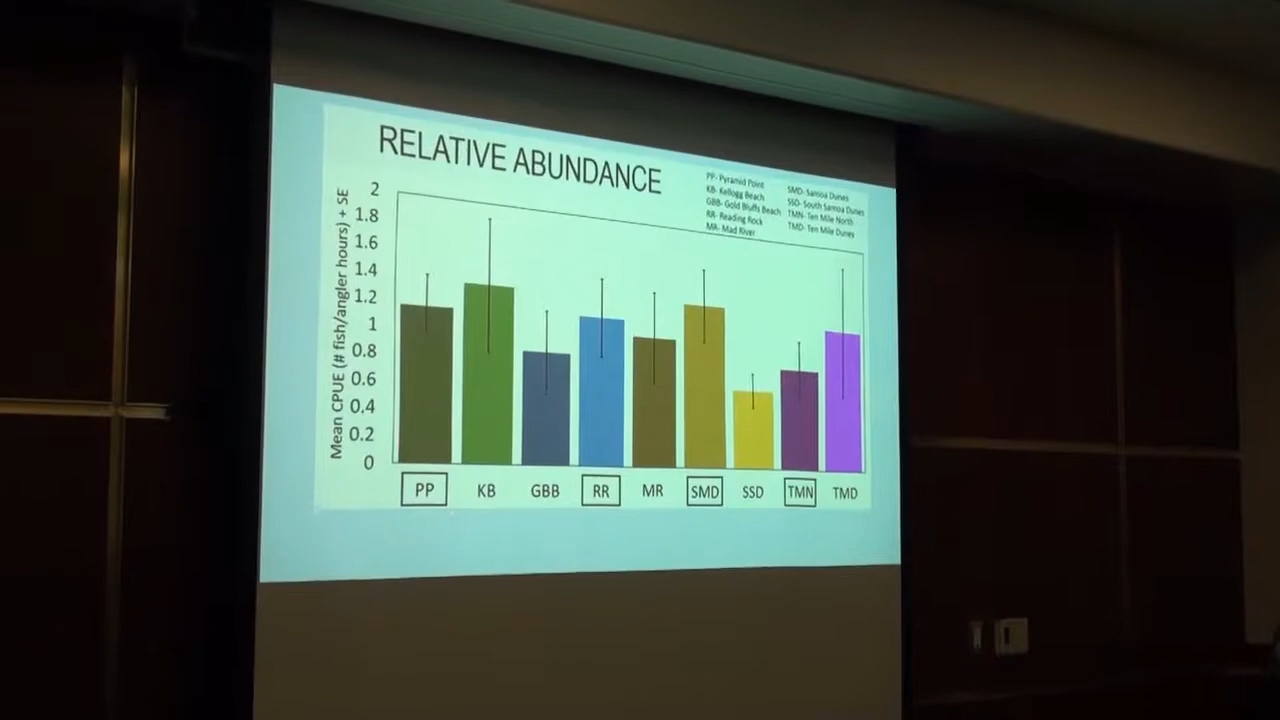 RELATIVE ABUNDANCE
PP- Pyramid Point
KB- Kellogg Beach
GBB- Gold Bluffs Beach
RR- Reading Rock
MR- Mad River
SMD- Samoa Dunes
SSD- South Samoa Dunes
TMN- Ten Mile North
TMD- Ten Mile Dunes
Mean CPUE (# fish/angler hours) + SE
2
1.8
1.6
1.4
1.2
1
0.8
0.6
0.4
0.2
0
PP KB GBB RR MR SMD SSD TMN TMD